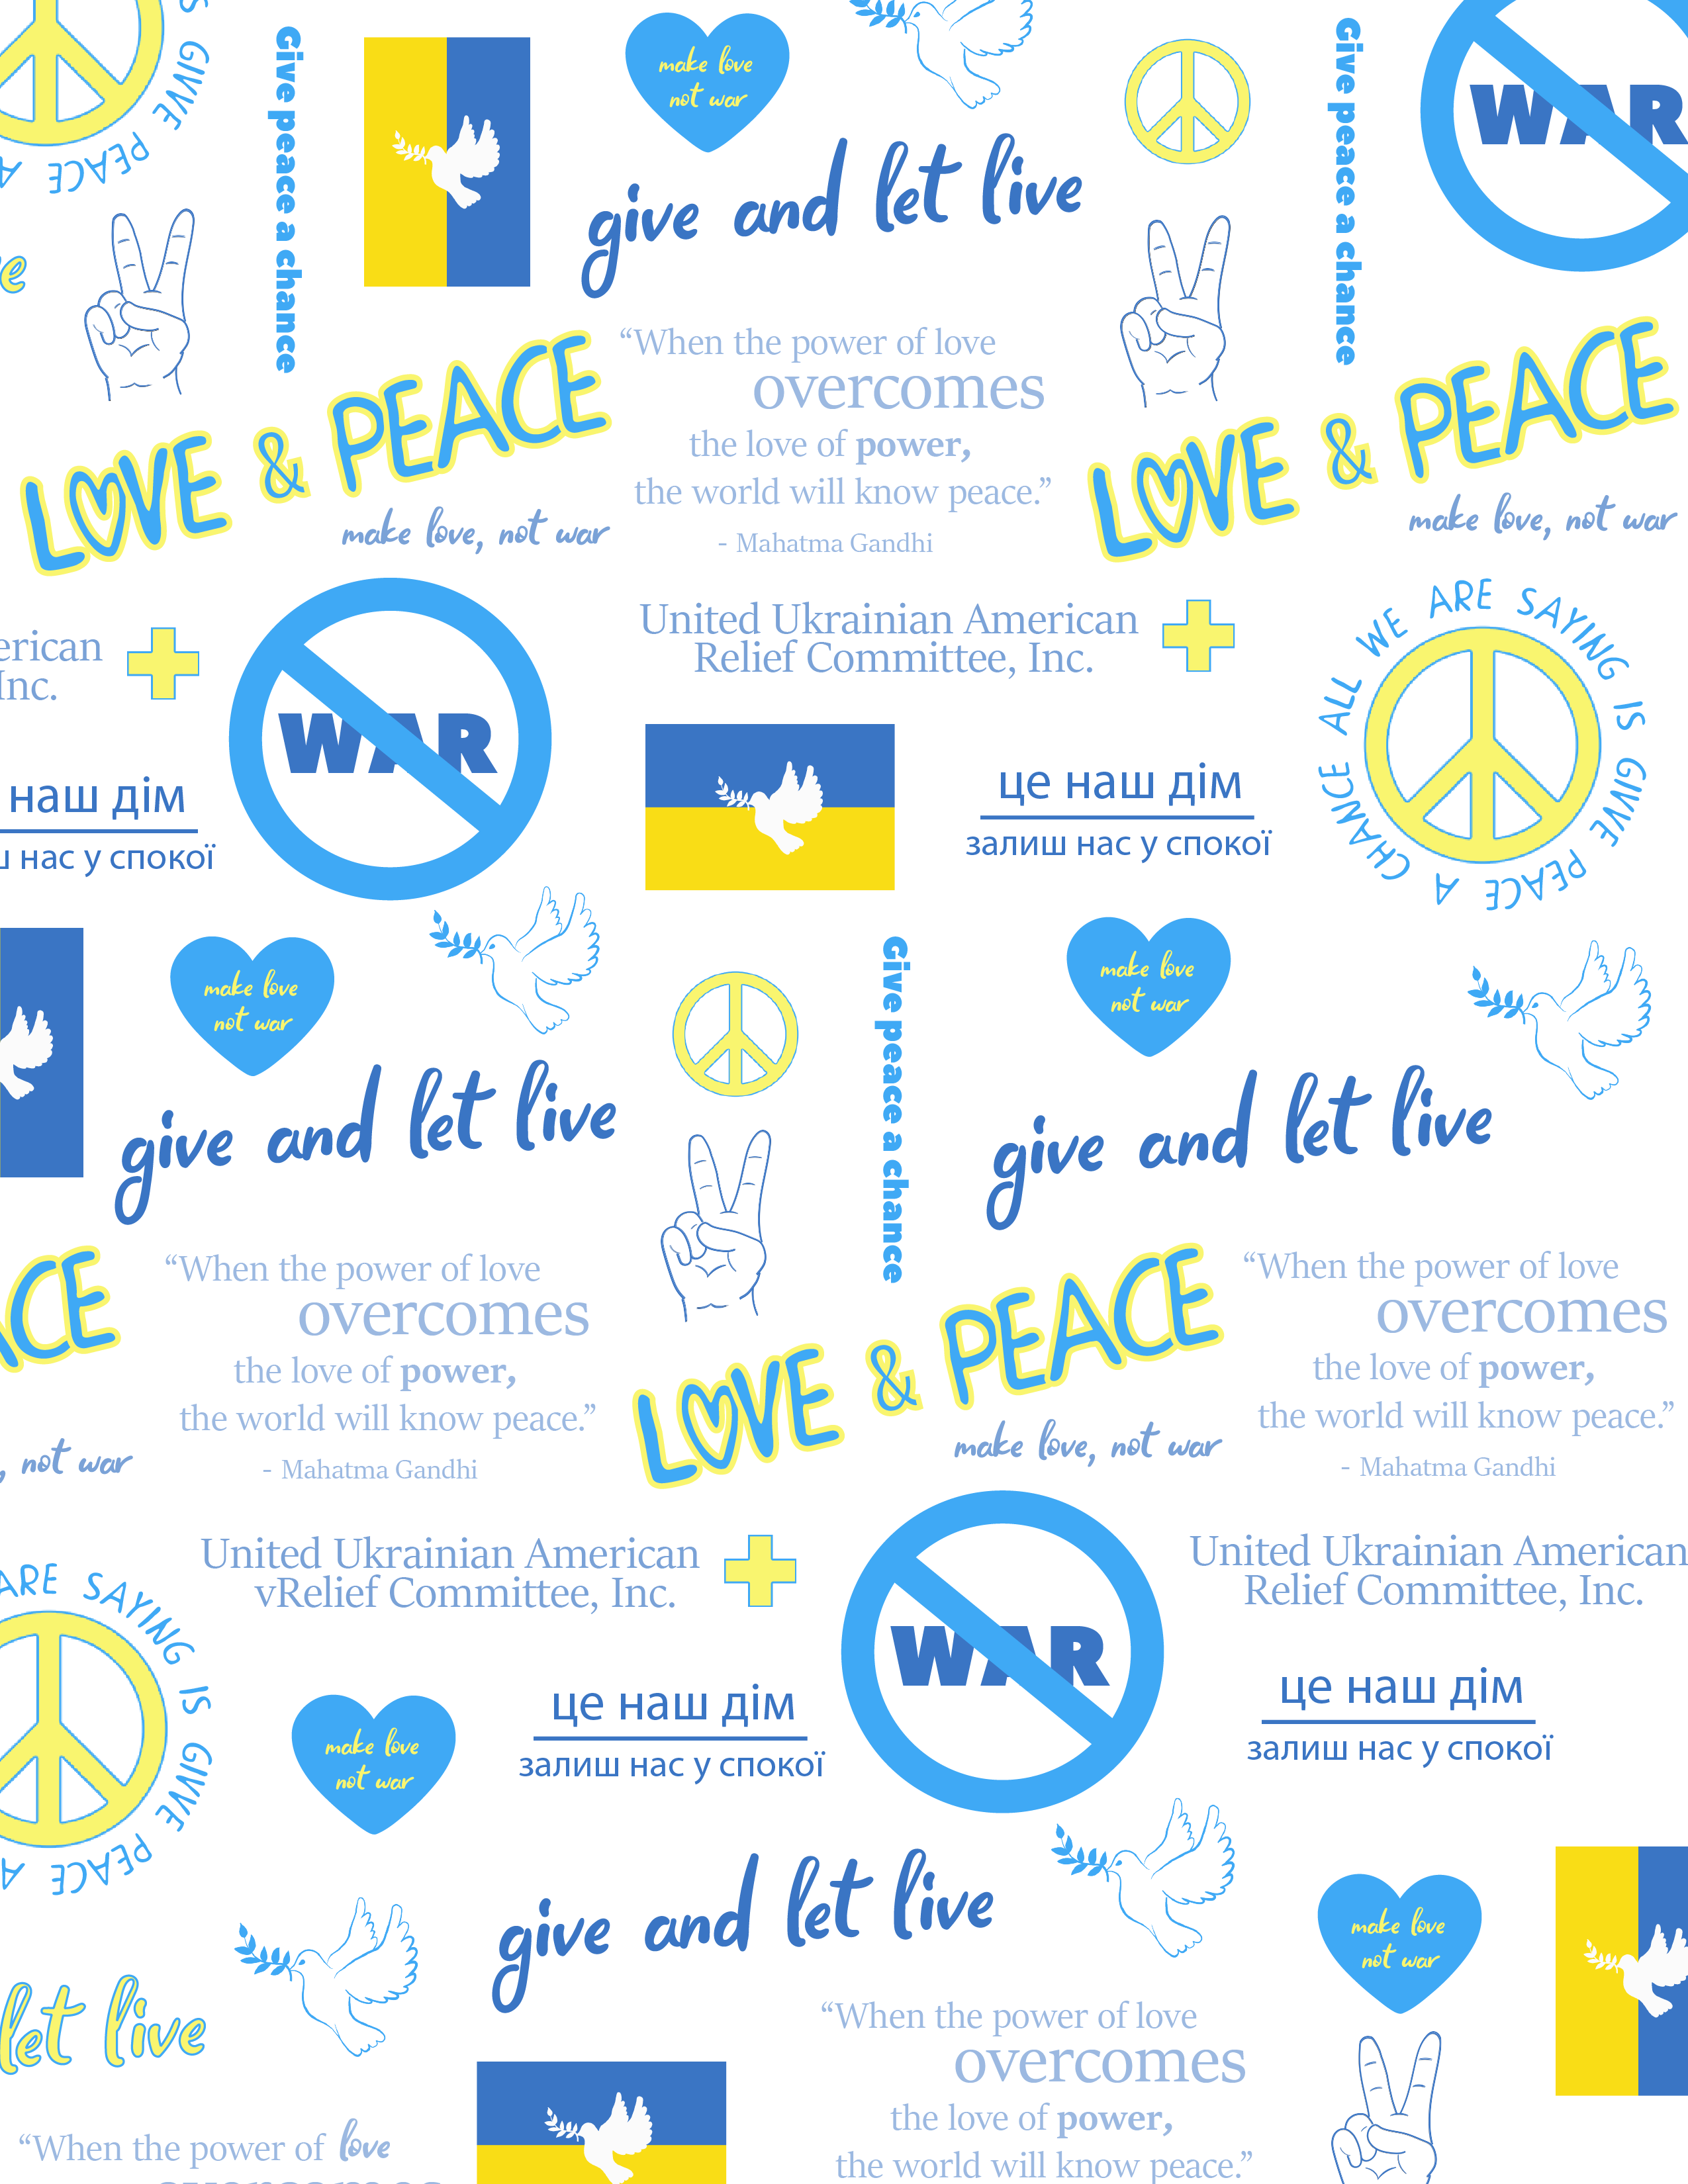 S GIVVE PEACE A
Give peace a chance
make love
not war
give and let live
Give peace a chance
WAR
e
LOVE & PEACE
make love, not war
“When the power of love
overcomes
the love of power,
the world will know peace.”
- Mahatma Gandhi
LOVE & PEACE
make love, not war
erican
Inc.
WAR
United Ukrainian American
Relief Committee, Inc.
ALL WE ARE SAYING IS GIVVE PEACE A CHANCE
наш дім
ш нас у спокої
це наш дім
залиш нас у спокої
make love
not war
give and let live
Give peace a chance
make love
not war
give and let live
ACE
, not war
“When the power of love
overcomes
the love of power,
the world will know peace.”
- Mahatma Gandhi
LOVE & PEACE
make love, not war
“When the power of love
overcomes
the love of power,
the world will know peace.”
- Mahatma Gandhi
United Ukrainian American
vRelief Committee, Inc.
WAR
United Ukrainian American
Relief Committee, Inc.
ARE SAYING IS GIVVE PEACE A
make love
not war
це наш дім
залиш нас у спокої
це наш дім
залиш нас у спокої
give and let live
make love
not war
let live
“When the power of love
overcomes
the love of power,
the world will know peace.”
“When the power of love
overcomes